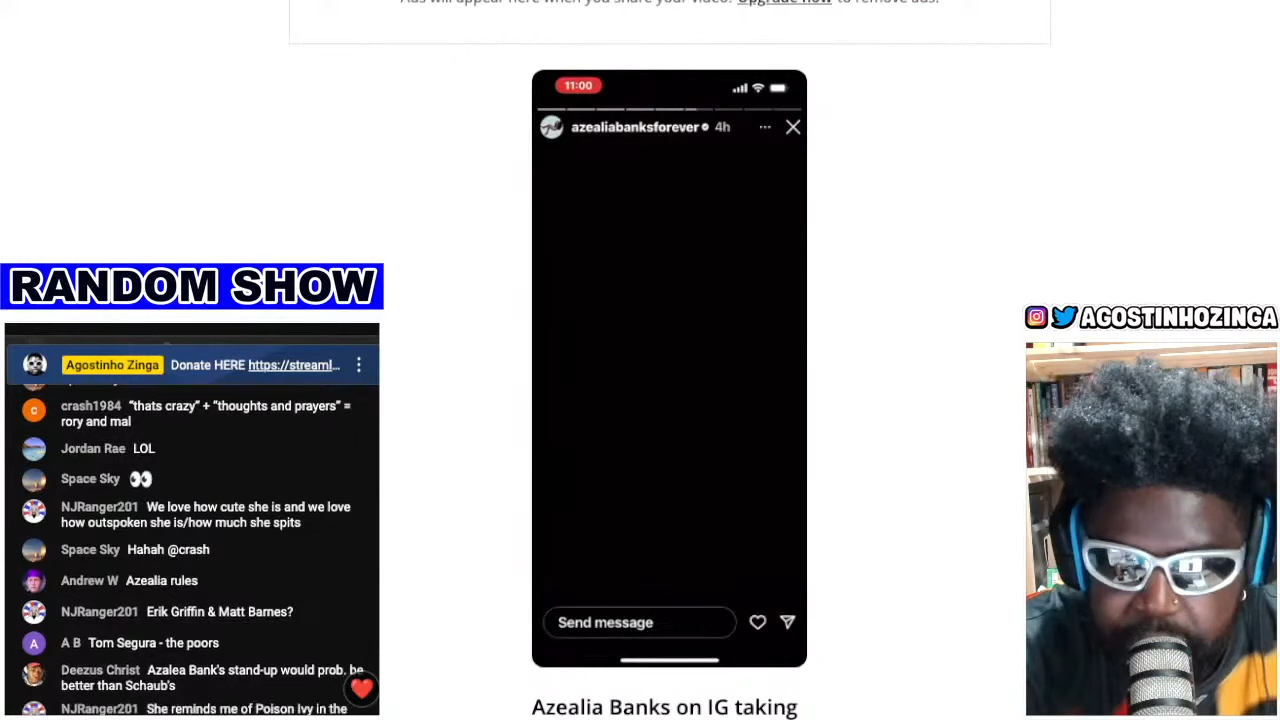 Ads will appear here when you share your video! Upgrade now to remove ads!
11:00
azealiabanksforever 4h
RANDOM SHOW
AGOSTINHOZINGA
Agostinho Zinga Donate HERE https://streaml...
crash1984 “thats crazy” + “thoughts and prayers” =
rory and mal
Jordan Rae LOL
Space Sky 👀
NJRanger201 We love how cute she is and we love
how outspoken she is/how much she spits
Space Sky Hahah @crash
Andrew W Azealia rules
NJRanger201 Erik Griffin & Matt Barnes?
A B Tom Segura - the poors
Deezus Christ Azalea Bank's stand-up would prob. be
better than Schaub's
NJRanger201 She reminds me of Poison Ivy in the
Send message
Azealia Banks on IG taking